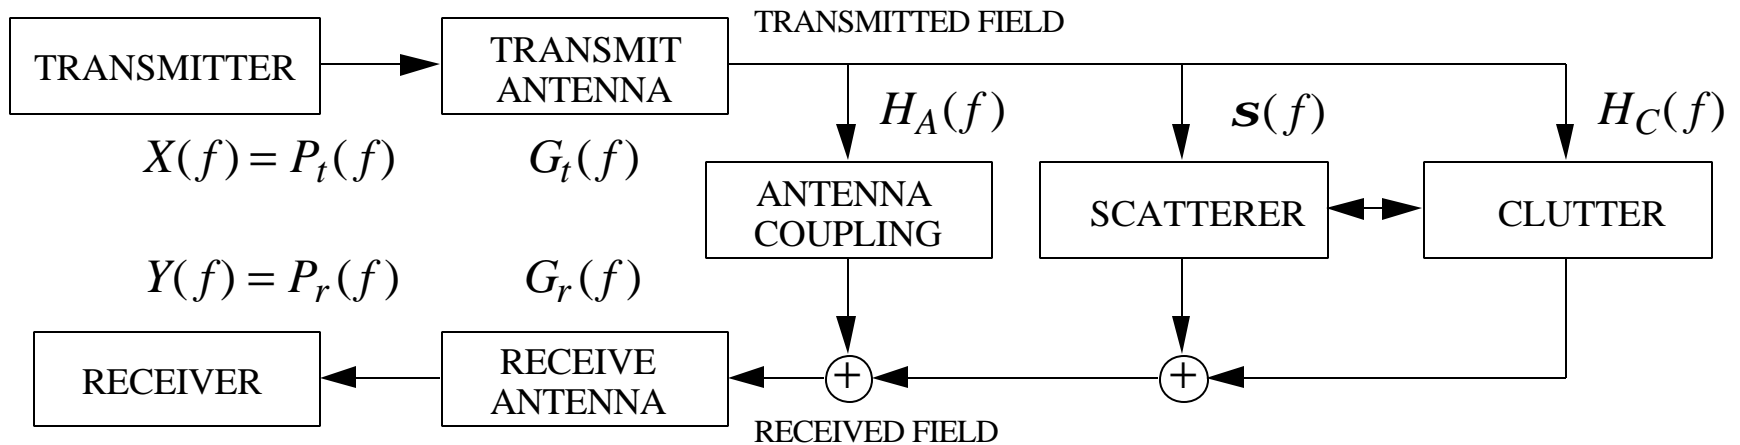 TRANSMITTED FIELD
TRANSMITTER
TRANSMIT
ANTENNA
H_A(f)
s(f)
H_C(f)
X(f) = P_t(f)
G_t(f)
ANTENNA
COUPLING
SCATTERER
CLUTTER
Y(f) = P_r(f)
G_r(f)
RECEIVER
RECEIVE
ANTENNA
+
+
RECEIVED FIELD